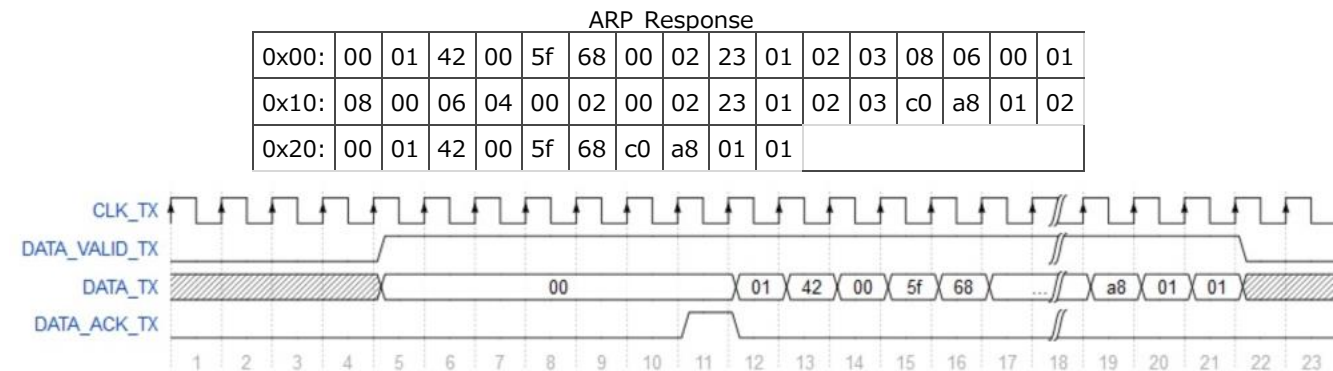 ARP Response
0x00: 00 01 42 00 5f 68 00 02 23 01 02 03 08 06 00 01
0x10: 08 00 06 04 00 02 00 02 23 01 02 03 c0 a8 01 02
0x20: 00 01 42 00 5f 68 c0 a8 01 01
CLK_TX
DATA_VALID_TX
DATA_TX 00 01 42 00 5f 68 ... a8 01 01
DATA_ACK_TX
1 2 3 4 5 6 7 8 9 10 11 12 13 14 15 16 17 18 19 20 21 22 23